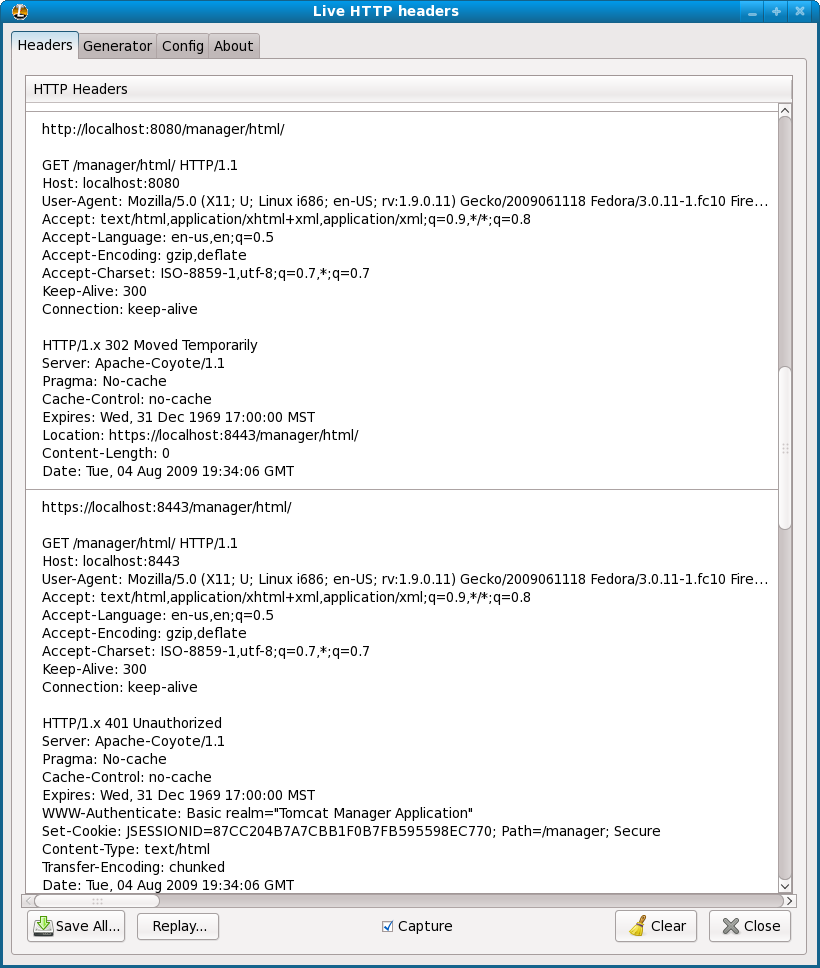 Live HTTP headers
Headers Generator Config About
HTTP Headers
http://localhost:8080/manager/html/
GET /manager/html/ HTTP/1.1
Host: localhost:8080
User-Agent: Mozilla/5.0 (X11; U; Linux i686; en-US; rv:1.9.0.11) Gecko/2009061118 Fedora/3.0.11-1.fc10 Fire...
Accept: text/html,application/xhtml+xml,application/xml;q=0.9,*/*;q=0.8
Accept-Language: en-us,en;q=0.5
Accept-Encoding: gzip,deflate
Accept-Charset: ISO-8859-1,utf-8;q=0.7,*;q=0.7
Keep-Alive: 300
Connection: keep-alive
HTTP/1.x 302 Moved Temporarily
Server: Apache-Coyote/1.1
Pragma: No-cache
Cache-Control: no-cache
Expires: Wed, 31 Dec 1969 17:00:00 MST
Location: https://localhost:8443/manager/html/
Content-Length: 0
Date: Tue, 04 Aug 2009 19:34:06 GMT
https://localhost:8443/manager/html/
GET /manager/html/ HTTP/1.1
Host: localhost:8443
User-Agent: Mozilla/5.0 (X11; U; Linux i686; en-US; rv:1.9.0.11) Gecko/2009061118 Fedora/3.0.11-1.fc10 Fire...
Accept: text/html,application/xhtml+xml,application/xml;q=0.9,*/*;q=0.8
Accept-Language: en-us,en;q=0.5
Accept-Encoding: gzip,deflate
Accept-Charset: ISO-8859-1,utf-8;q=0.7,*;q=0.7
Keep-Alive: 300
Connection: keep-alive
HTTP/1.x 401 Unauthorized
Server: Apache-Coyote/1.1
Pragma: No-cache
Cache-Control: no-cache
Expires: Wed, 31 Dec 1969 17:00:00 MST
WWW-Authenticate: Basic realm="Tomcat Manager Application"
Set-Cookie: JSESSIONID=87CC204B7A7CBB1F0B7FB595598EC770; Path=/manager; Secure
Content-Type: text/html
Transfer-Encoding: chunked
Date: Tue, 04 Aug 2009 19:34:06 GMT
Save All... Replay... Capture Clear Close